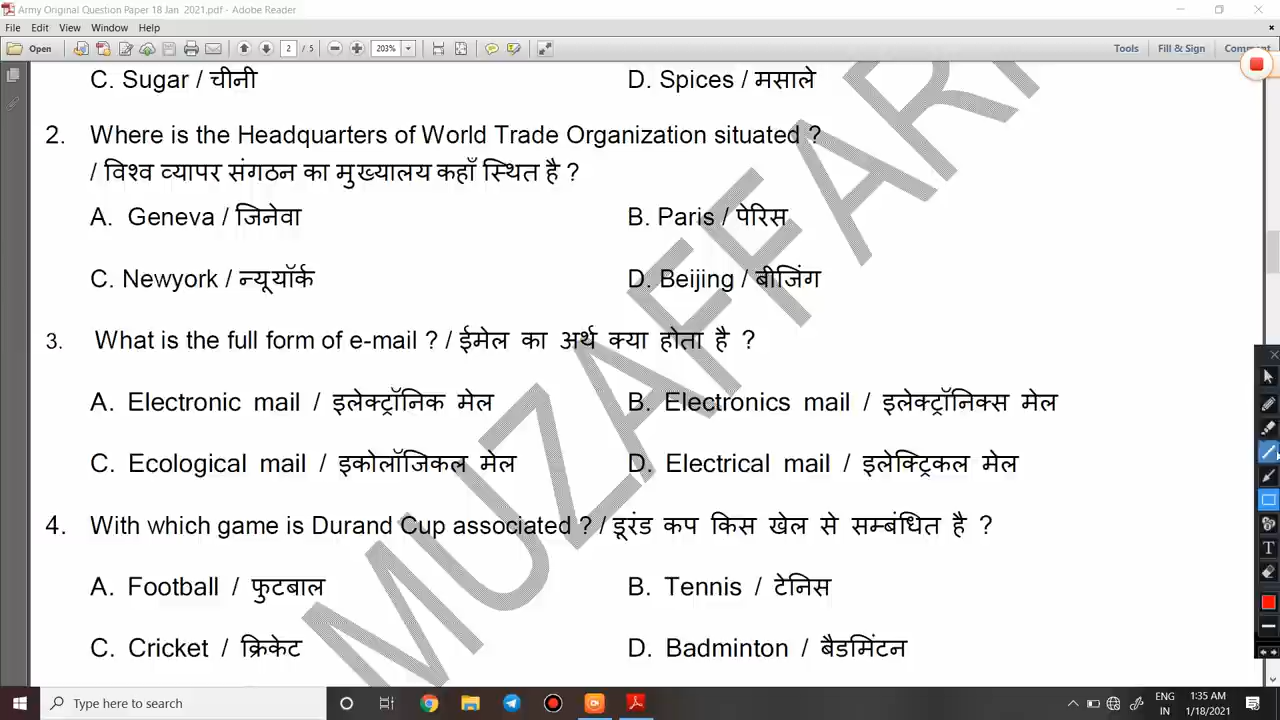 Army Original Question Paper 18 Jan 2021.pdf - Adobe Reader
File Edit View Window Help
Open 2 / 5 203% Tools Fill & Sign Comment
C. Sugar / चीनी D. Spices / मसाले
2. Where is the Headquarters of World Trade Organization situated ?
/ विश्व व्यापर संगठन का मुख्यालय कहाँ स्थित है ?
A. Geneva / जिनेवा B. Paris / पेरिस
C. Newyork / न्यूयॉर्क D. Beijing / बीजिंग
3. What is the full form of e-mail ? / ईमेल का अर्थ क्या होता है ?
A. Electronic mail / इलेक्ट्रॉनिक मेल B. Electronics mail / इलेक्ट्रॉनिक्स मेल
C. Ecological mail / इकोलॉजिकल मेल D. Electrical mail / इलेक्ट्रिकल मेल
4. With which game is Durand Cup associated ? / डूरंड कप किस खेल से सम्बंधित है ?
A. Football / फुटबाल B. Tennis / टेनिस
C. Cricket / क्रिकेट D. Badminton / बैडमिंटन
MUZAFFAR
Type here to search
ENG 1:35 AM
IN 1/18/2021